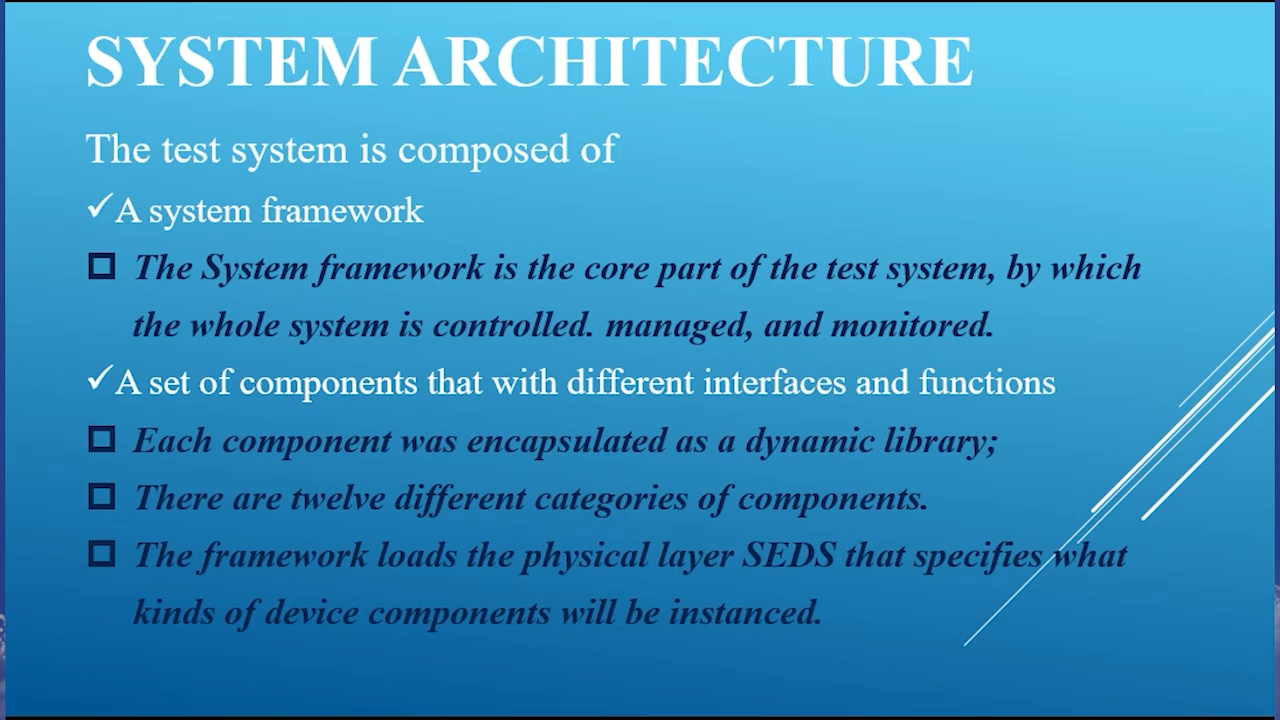 SYSTEM ARCHITECTURE
The test system is composed of
✓A system framework
The System framework is the core part of the test system, by which
the whole system is controlled. managed, and monitored.
✓A set of components that with different interfaces and functions
Each component was encapsulated as a dynamic library;
There are twelve different categories of components.
The framework loads the physical layer SEDS that specifies what
kinds of device components will be instanced.